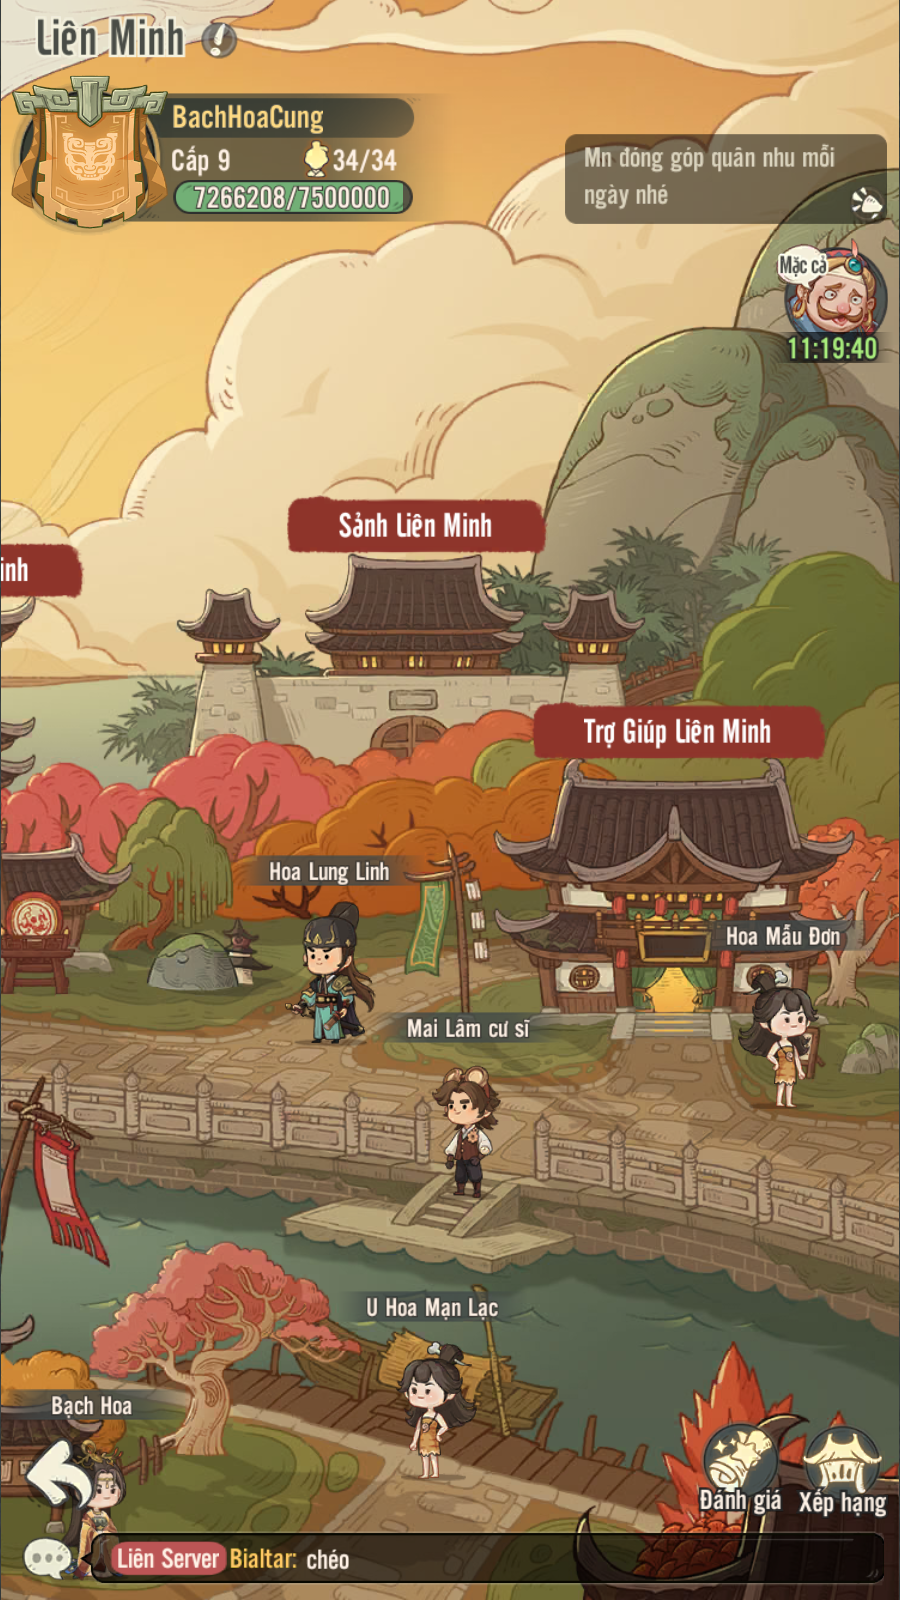 Liên Minh
BachHoaCung
Cấp 9
34/34
7266208/7500000
Mn đóng góp quân nhu mỗi
ngày nhé
Mặc cả
11:19:40
Sảnh Liên Minh
inh
Trợ Giúp Liên Minh
Hoa Lung Linh
Hoa Mẫu Đơn
Mai Lâm cư sĩ
U Hoa Mạn Lạc
Bạch Hoa
Đánh giá
Xếp hạng
Liên Server Bialtar: chéo